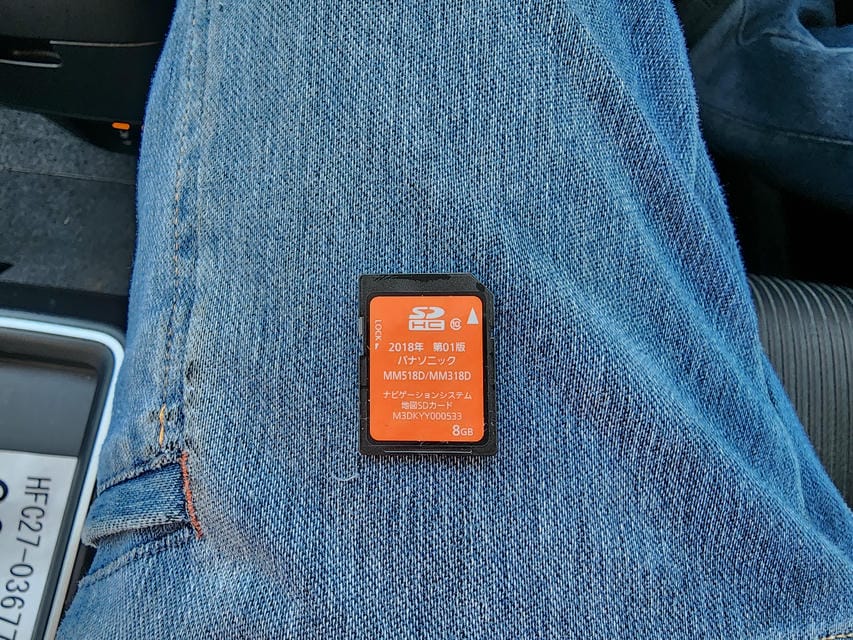 SD
HC
10
LOCK
2018年 第01版
パナソニック
MM518D/MM318D
ナビゲーションシステム
地図SDカード
M3DKYY000533
8GB
HFC27-03677